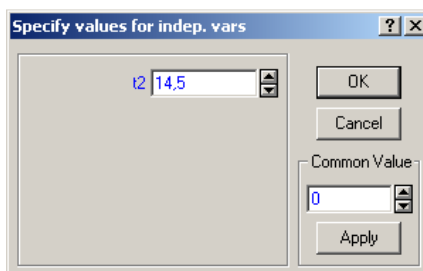 Specify values for indep. vars
t2 14,5
OK
Cancel
Common Value
0
Apply